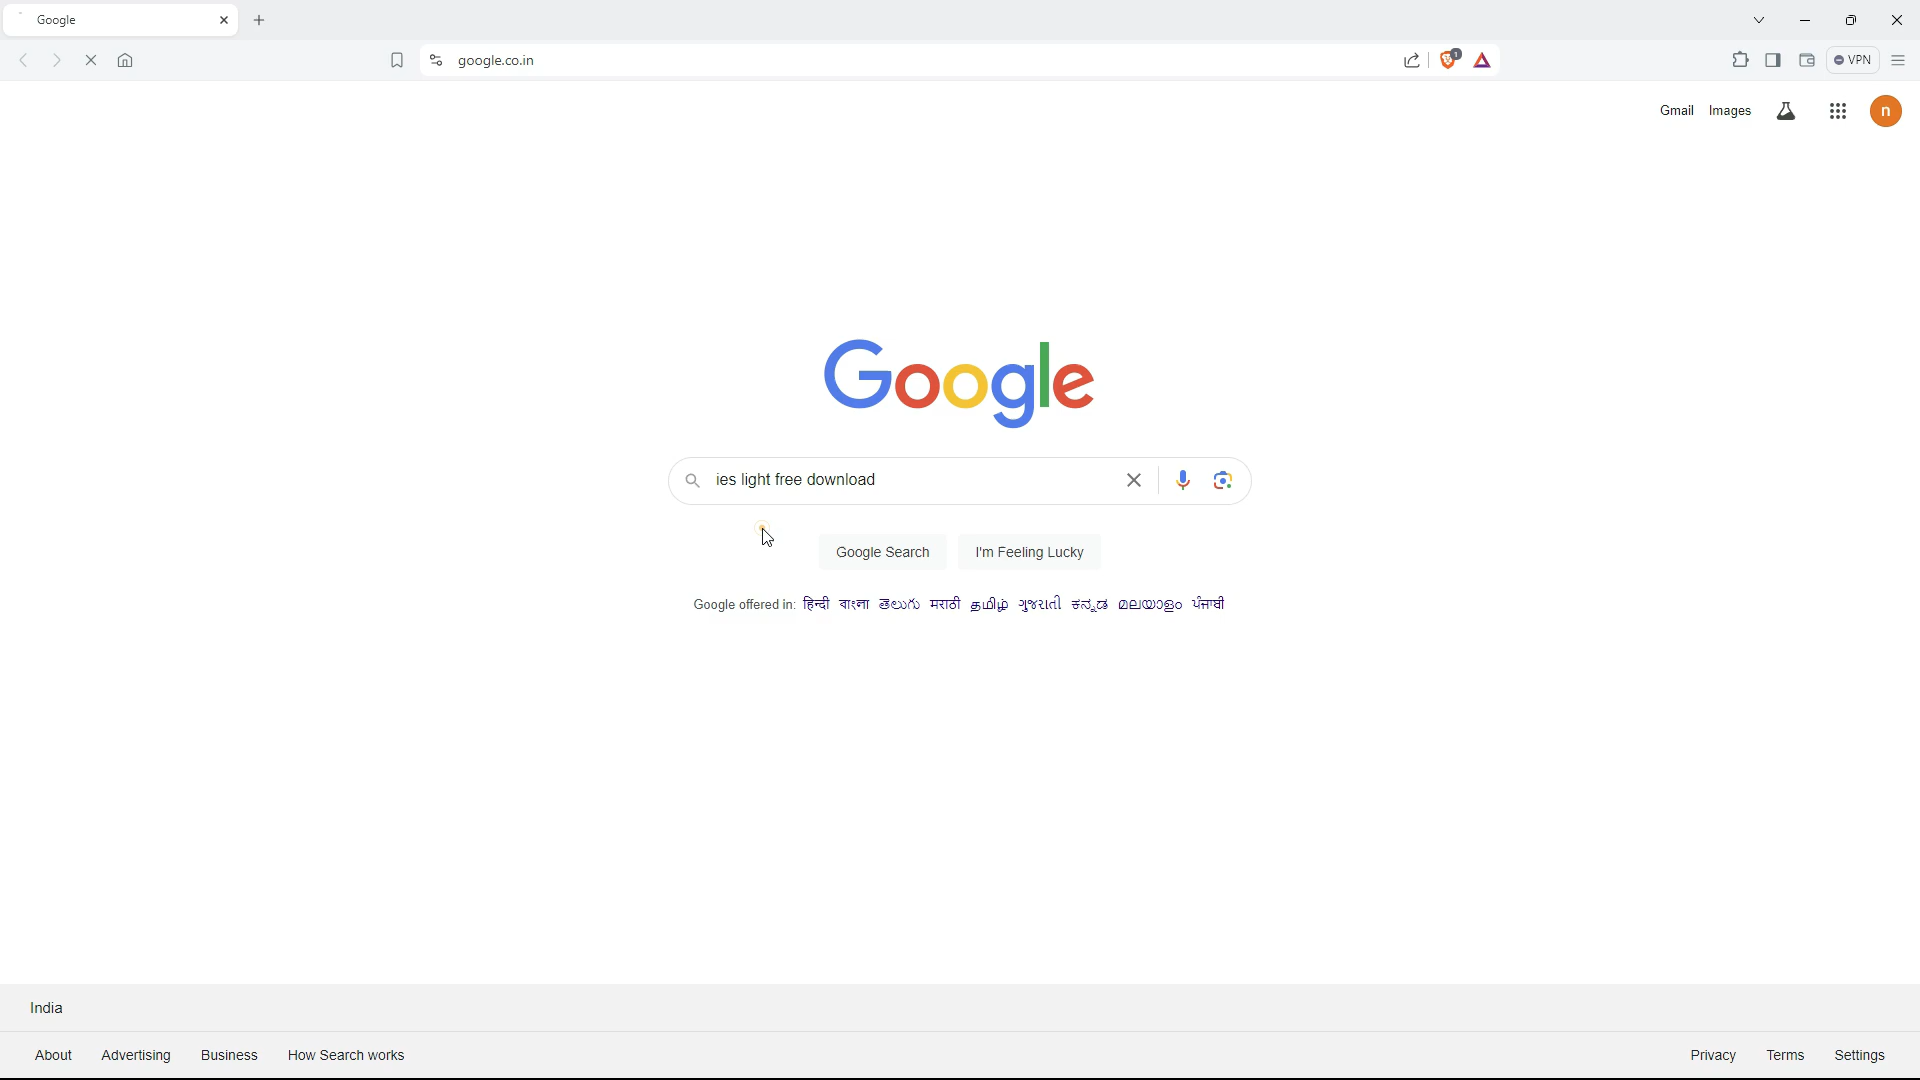 Google
google.co.in
1
VPN
Gmail Images
n
Google
ies light free download
Google Search I'm Feeling Lucky
Google offered in: हिन्दी বাংলা తెలుగు मराठी தமிழ் ગુજરાતી ಕನ್ನಡ മലയാളം ਪੰਜਾਬੀ
India
About Advertising Business How Search works Privacy Terms Settings